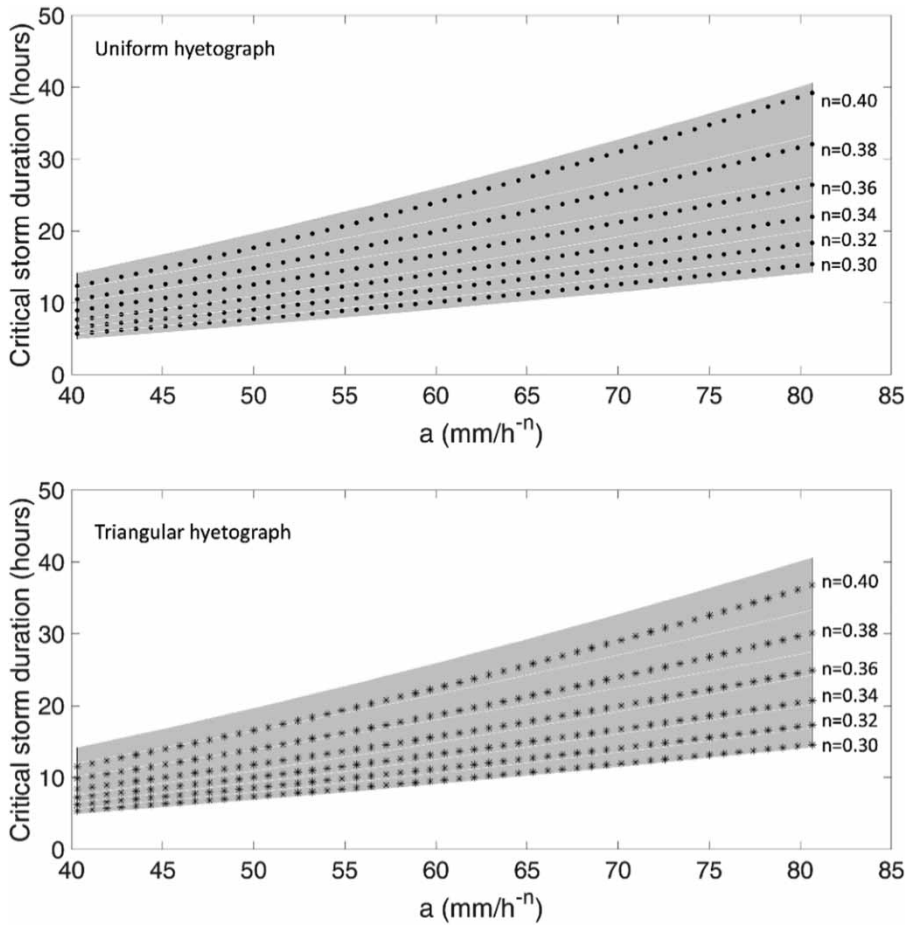 Uniform hyetograph
Critical storm duration (hours)
50
40
30
20
10
0
n=0.40
n=0.38
n=0.36
n=0.34
n=0.32
n=0.30
40 45 50 55 60 65 70 75 80 85
a (mm/h⁻ⁿ)
Triangular hyetograph
Critical storm duration (hours)
50
40
30
20
10
0
n=0.40
n=0.38
n=0.36
n=0.34
n=0.32
n=0.30
40 45 50 55 60 65 70 75 80 85
a (mm/h⁻ⁿ)